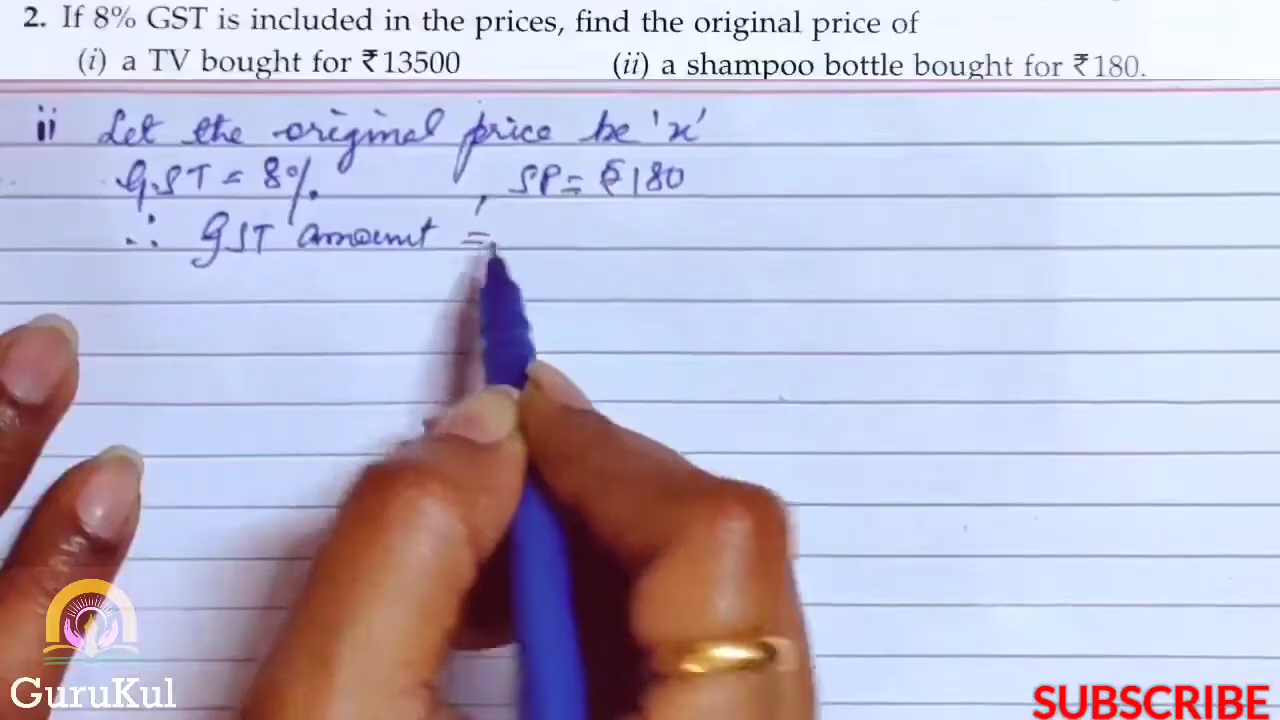 2. If 8% GST is included in the prices, find the original price of
(i) a TV bought for ₹13500 (ii) a shampoo bottle bought for ₹180.
ii Let the original price be 'x'
GST = 8%, SP = ₹180
∴ GST amount =
GuruKul
SUBSCRIBE